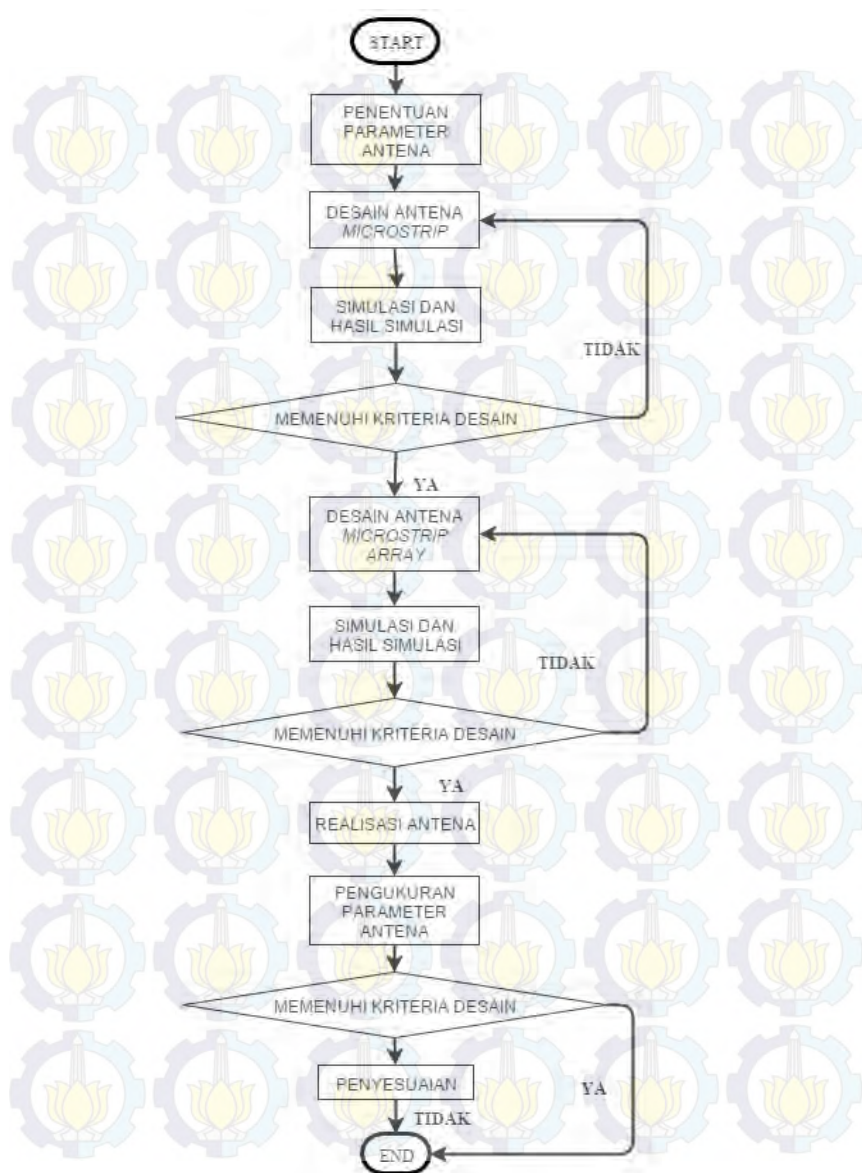 START
PENENTUAN
PARAMETER
ANTENA
DESAIN ANTENA
MICROSTRIP
SIMULASI DAN
HASIL SIMULASI
TIDAK
MEMENUHI KRITERIA DESAIN
YA
DESAIN ANTENA
MICROSTRIP
ARRAY
SIMULASI DAN
HASIL SIMULASI
TIDAK
MEMENUHI KRITERIA DESAIN
YA
REALISASI ANTENA
PENGUKURAN
PARAMETER
ANTENA
MEMENUHI KRITERIA DESAIN
PENYESUAIAN
YA
TIDAK
END